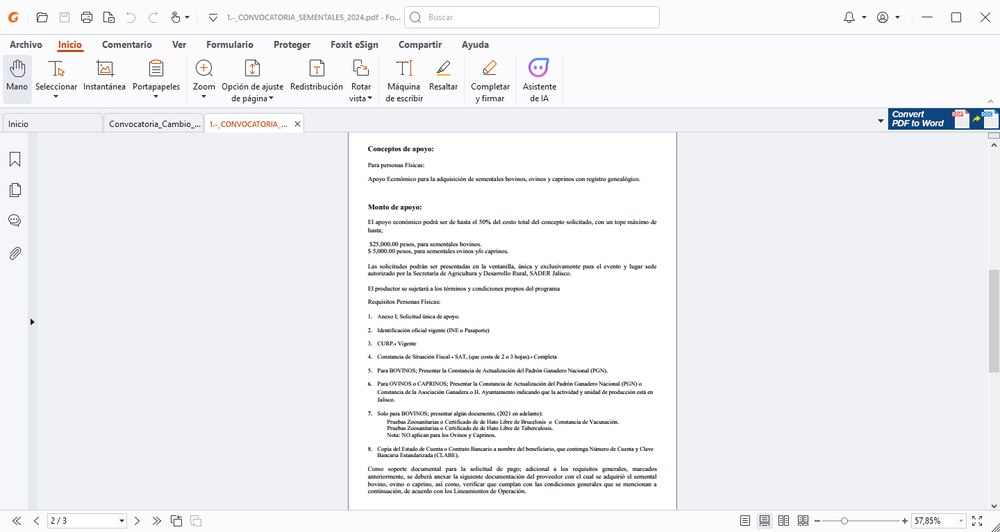 1.-_CONVOCATORIA_SEMENTALES_2024.pdf - Fo...
Buscar
Archivo Inicio Comentario Ver Formulario Proteger Foxit eSign Compartir Ayuda
Mano Seleccionar Instantánea Portapapeles Zoom Opción de ajuste de página Redistribución Rotar vista Máquina de escribir Resaltar Completar y firmar Asistente de IA
Inicio Convocatoria_Cambio_... 1.-_CONVOCATORIA_...
Convert
PDF to Word
PDF DOC
Conceptos de apoyo:
Para personas Físicas:
Apoyo Económico para la adquisición de sementales bovinos, ovinos y caprinos con registro genealógico.
Monto de apoyo:
El apoyo económico podrá ser de hasta el 50% del costo total del concepto solicitado, con un tope máximo de
hasta;
$25,000.00 pesos, para sementales bovinos.
$ 5,000.00 pesos, para sementales ovinos y/o caprinos.
Las solicitudes podrán ser presentadas en la ventanilla, única y exclusivamente para el evento y lugar sede
autorizado por la Secretaría de Agricultura y Desarrollo Rural, SADER Jalisco.
El productor se sujetará a los términos y condiciones propios del programa
Requisitos Personas Físicas:
1. Anexo I; Solicitud única de apoyo.
2. Identificación oficial vigente (INE o Pasaporte)
3. CURP.- Vigente
4. Constancia de Situación Fiscal - SAT, (que costa de 2 o 3 hojas).- Completa
5. Para BOVINOS; Presentar la Constancia de Actualización del Padrón Ganadero Nacional (PGN).
6. Para OVINOS o CAPRINOS; Presentar la Constancia de Actualización del Padrón Ganadero Nacional (PGN) o
Constancia de la Asociación Ganadera o H. Ayuntamiento indicando que la actividad y unidad de producción está en
Jalisco.
7. Solo para BOVINOS; presentar algún documento, (2021 en adelante):
Pruebas Zoosanitarias o Certificado de de Hato Libre de Brucelosis o Constancia de Vacunación.
Pruebas Zoosanitarias o Certificado de de Hato Libre de Tuberculosis.
Nota: NO aplican para los Ovinos y Caprinos.
8. Copia del Estado de Cuenta o Contrato Bancario a nombre del beneficiario, que contenga Número de Cuenta y Clave
Bancaria Estandarizada (CLABE).
Como soporte documental para la solicitud de pago; adicional a los requisitos generales, marcados
anteriormente, se deberá anexar la siguiente documentación del proveedor con el cual se adquirió el semental
bovino, ovino o caprino, así como, verificar que cumplan con las condiciones generales que se mencionan a
continuación, de acuerdo con los Lineamientos de Operación.
2 / 3
57,85%